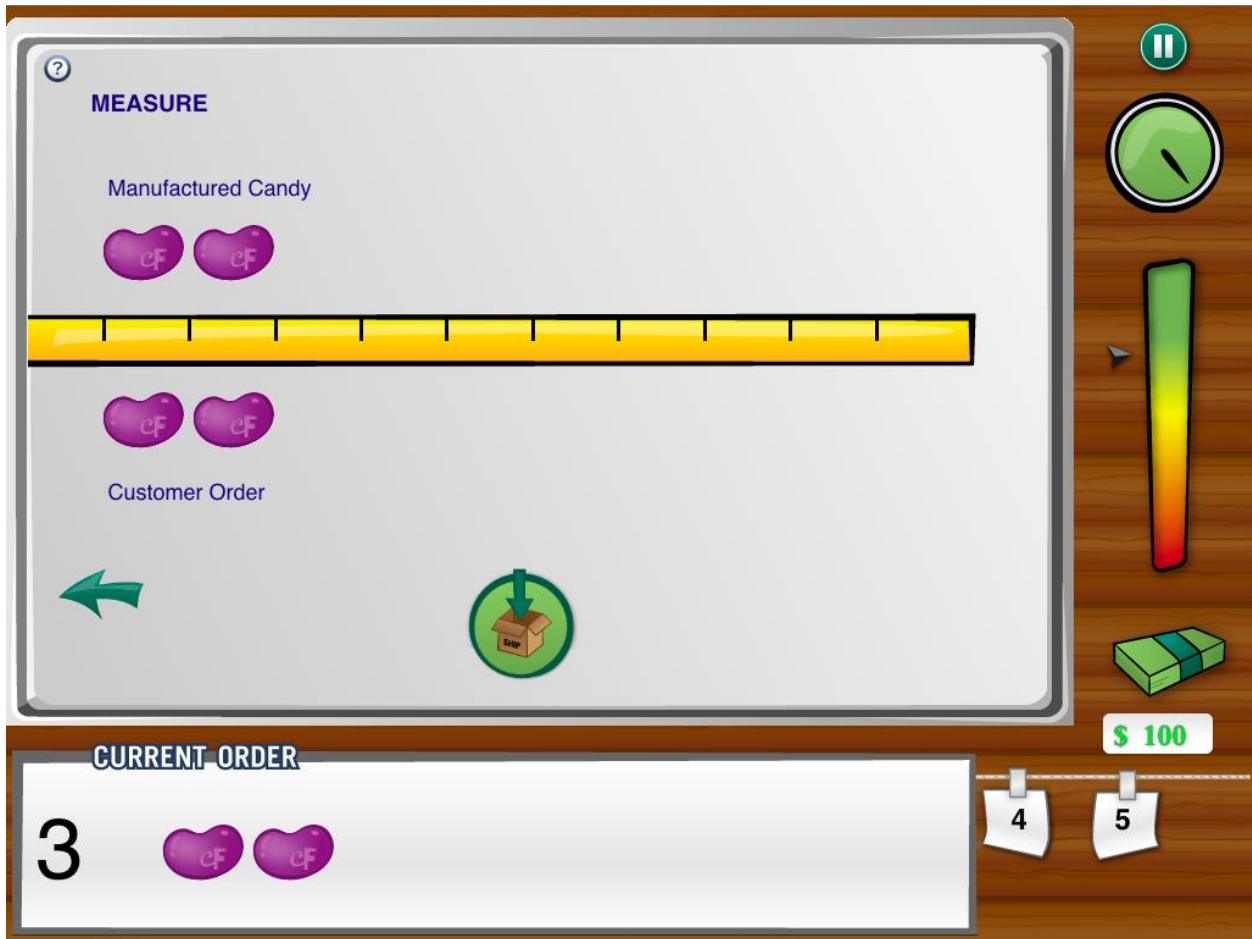 ?
MEASURE
Manufactured Candy
CF CF
CF CF
Customer Order
SHIP
$ 100
CURRENT ORDER
3 CF CF
4 5